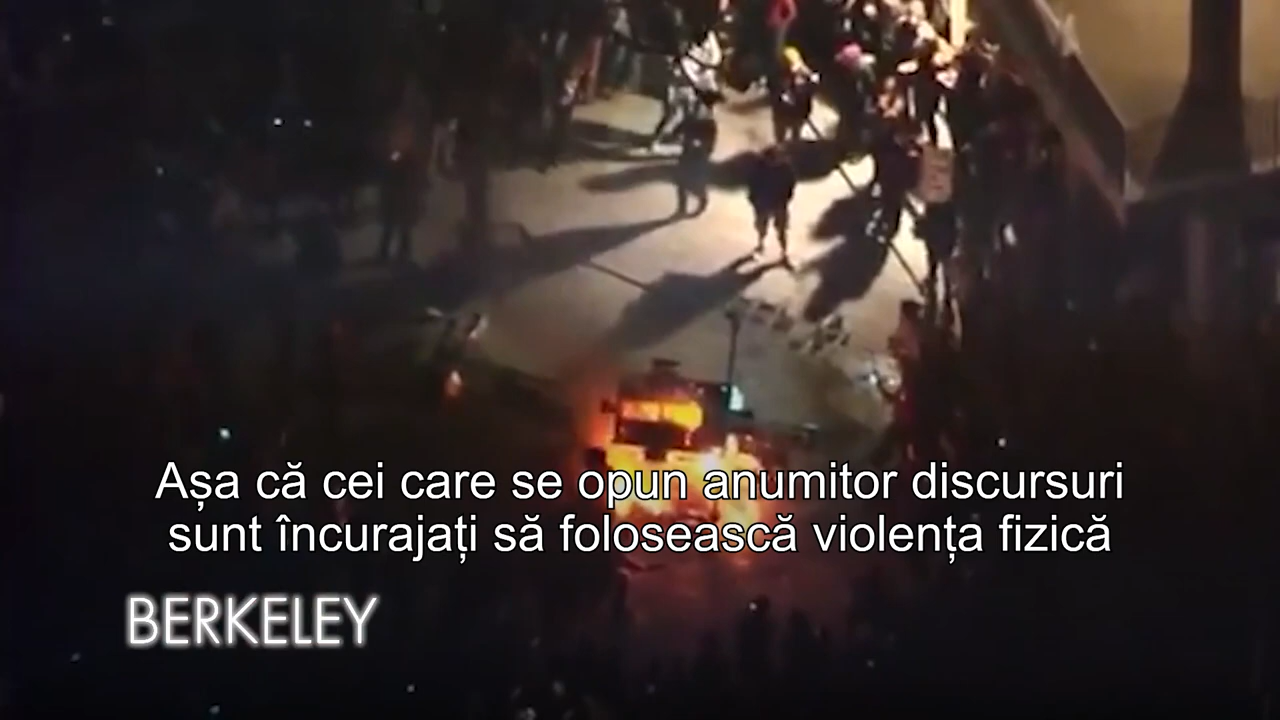 Așa că cei care se opun anumitor discursuri
sunt încurajați să folosească violența fizică
BERKELEY